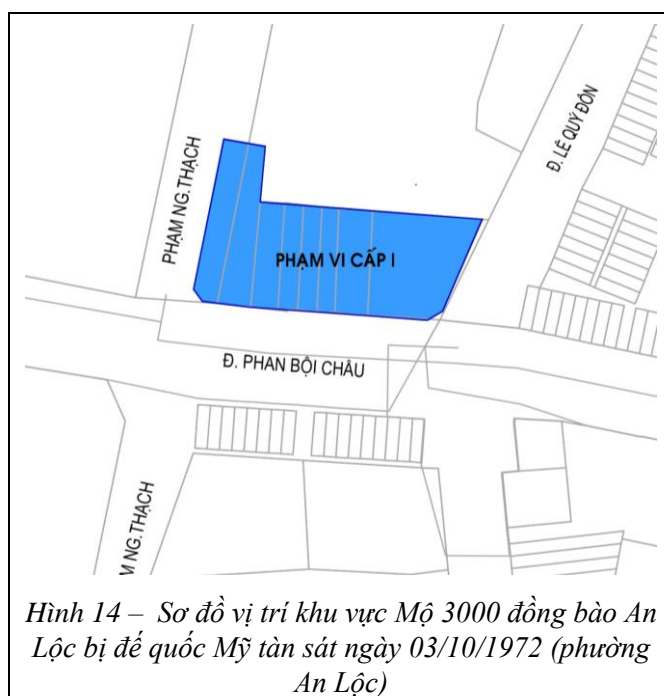 PHẠM NG.THẠCH
Đ. LÊ QUÝ ĐÔN
PHẠM VI CẤP I
Đ. PHAN BỘI CHÂU
M NG.THẠCH
Hình 14 – Sơ đồ vị trí khu vực Mộ 3000 đồng bào An
Lộc bị đế quốc Mỹ tàn sát ngày 03/10/1972 (phường
An Lộc)